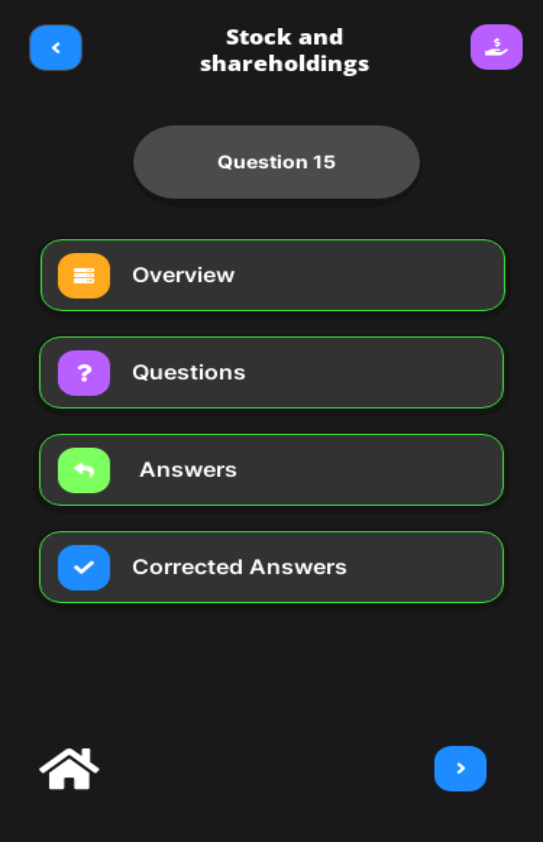 Stock and
shareholdings
Question 15
Overview
Questions
Answers
Corrected Answers